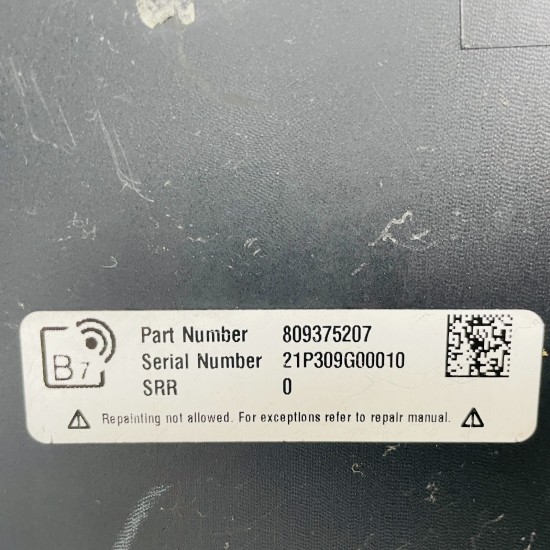 B7
Part Number 809375207
Serial Number 21P309G00010
SRR 0
Repainting not allowed. For exceptions refer to repair manual.